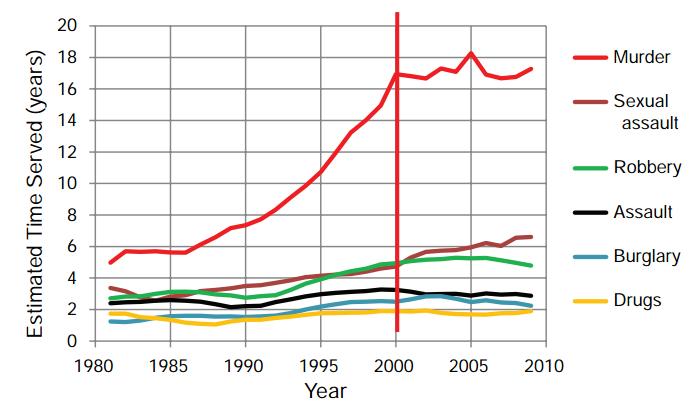 Estimated Time Served (years)
20
18
16
14
12
10
8
6
4
2
0
1980 1985 1990 1995 2000 2005 2010
Year
Murder
Sexual
assault
Robbery
Assault
Burglary
Drugs